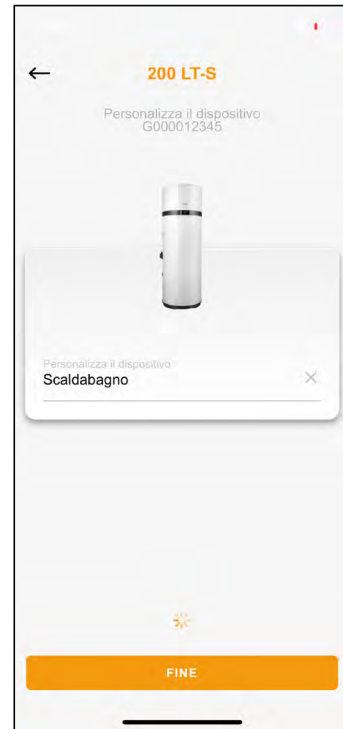 200 LT-S
Personalizza il dispositivo
G000012345
Personalizza il dispositivo
Scaldabagno
FINE